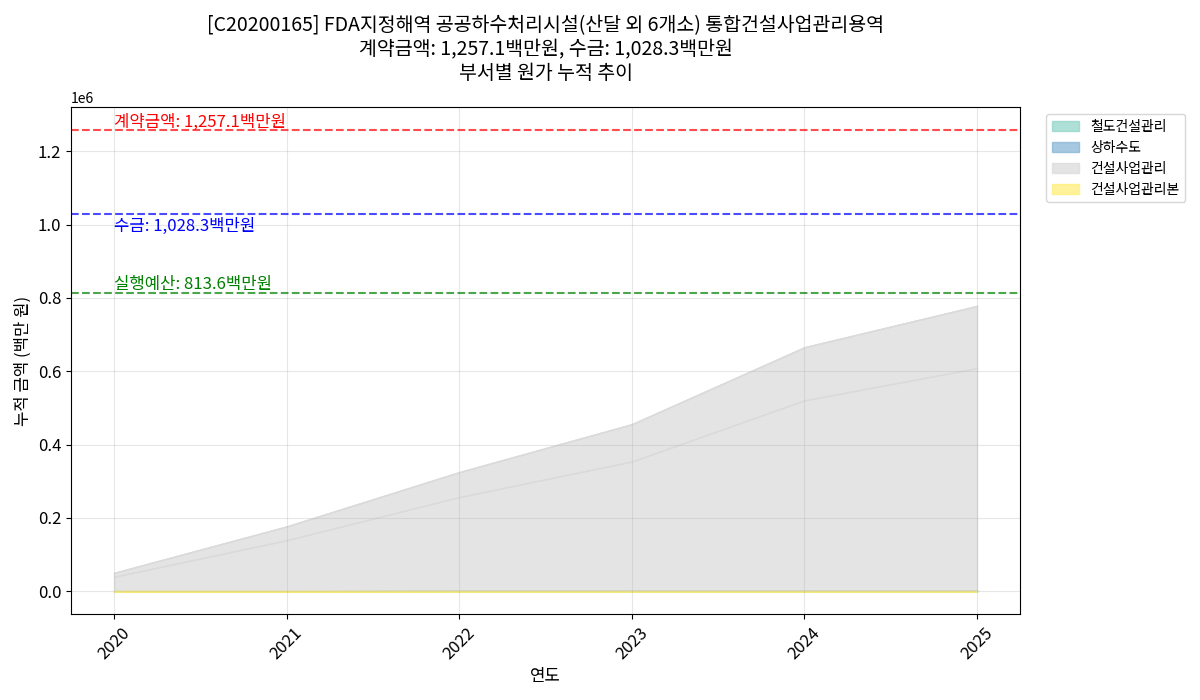 [C20200165] FDA지정해역 공공하수처리시설(산달 외 6개소) 통합건설사업관리용역
계약금액: 1,257.1백만원, 수금: 1,028.3백만원
부서별 원가 누적 추이
1e6
계약금액: 1,257.1백만원
수금: 1,028.3백만원
실행예산: 813.6백만원
철도건설관리
상하수도
건설사업관리
건설사업관리본
누적 금액 (백만 원)
1.2
1.0
0.8
0.6
0.4
0.2
0.0
2020
2021
2022
2023
2024
2025
연도